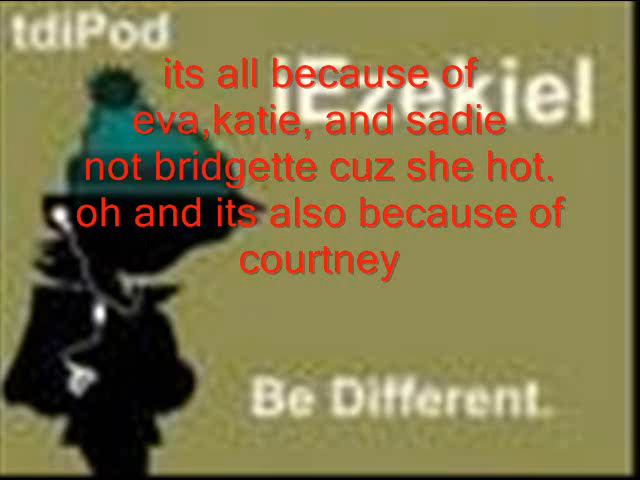 tdiPod
iEzekiel
its all because of
eva,katie, and sadie
not bridgette cuz she hot.
oh and its also because of
courtney
Be Different.